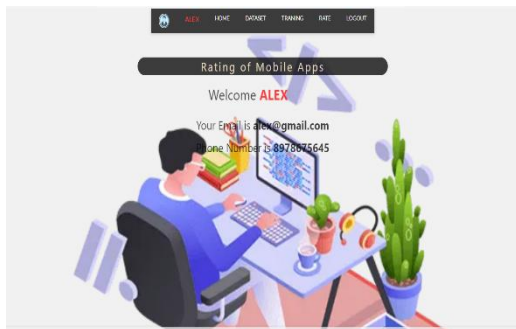 ALEX HOME DATASET TRANING RATE LOGOUT
Rating of Mobile Apps
Welcome ALEX
Your Email is alex@gmail.com
Phone Number is 8978675645